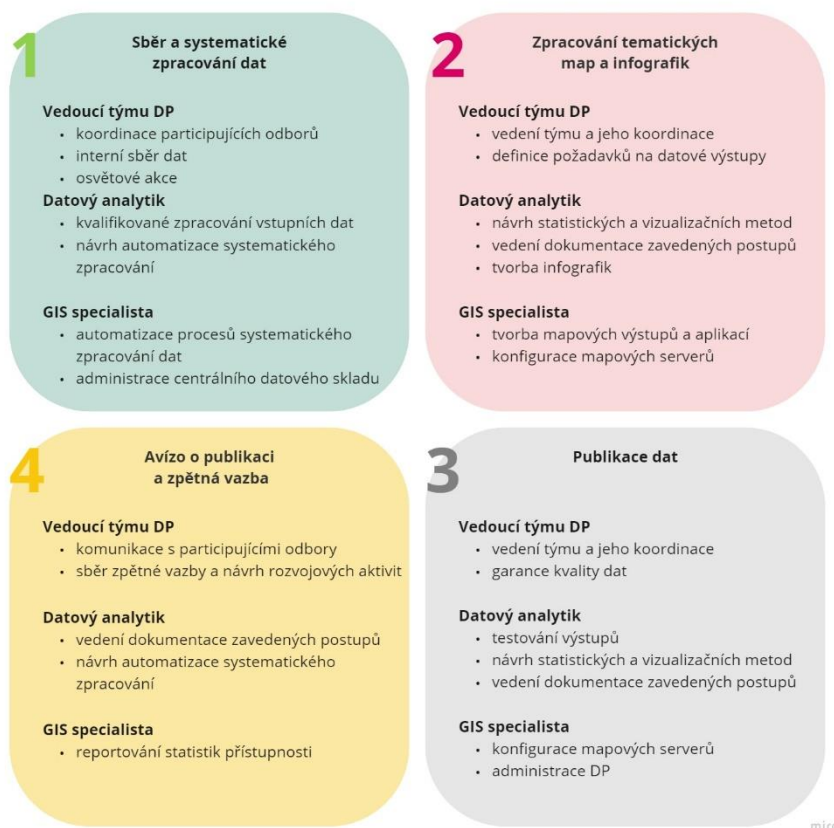 1
Sběr a systematické
zpracování dat
Vedoucí týmu DP
• koordinace participujících odborů
• interní sběr dat
• osvětové akce
Datový analytik
• kvalifikované zpracování vstupních dat
• návrh automatizace systematického
zpracování
GIS specialista
• automatizace procesů systematického
zpracování dat
• administrace centrálního datového skladu
2
Zpracování tematických
map a infografik
Vedoucí týmu DP
• vedení týmu a jeho koordinace
• definice požadavků na datové výstupy
Datový analytik
• návrh statistických a vizualizačních metod
• vedení dokumentace zavedených postupů
• tvorba infografik
GIS specialista
• tvorba mapových výstupů a aplikací
• konfigurace mapových serverů
3
Publikace dat
Vedoucí týmu DP
• vedení týmu a jeho koordinace
• garance kvality dat
Datový analytik
• testování výstupů
• návrh statistických a vizualizačních metod
• vedení dokumentace zavedených postupů
GIS specialista
• konfigurace mapových serverů
• administrace DP
4
Avízo o publikaci
a zpětná vazba
Vedoucí týmu DP
• komunikace s participujícími odbory
• sběr zpětné vazby a návrh rozvojových aktivit
Datový analytik
• vedení dokumentace zavedených postupů
• návrh automatizace systematického
zpracování
GIS specialista
• reportování statistik přístupnosti